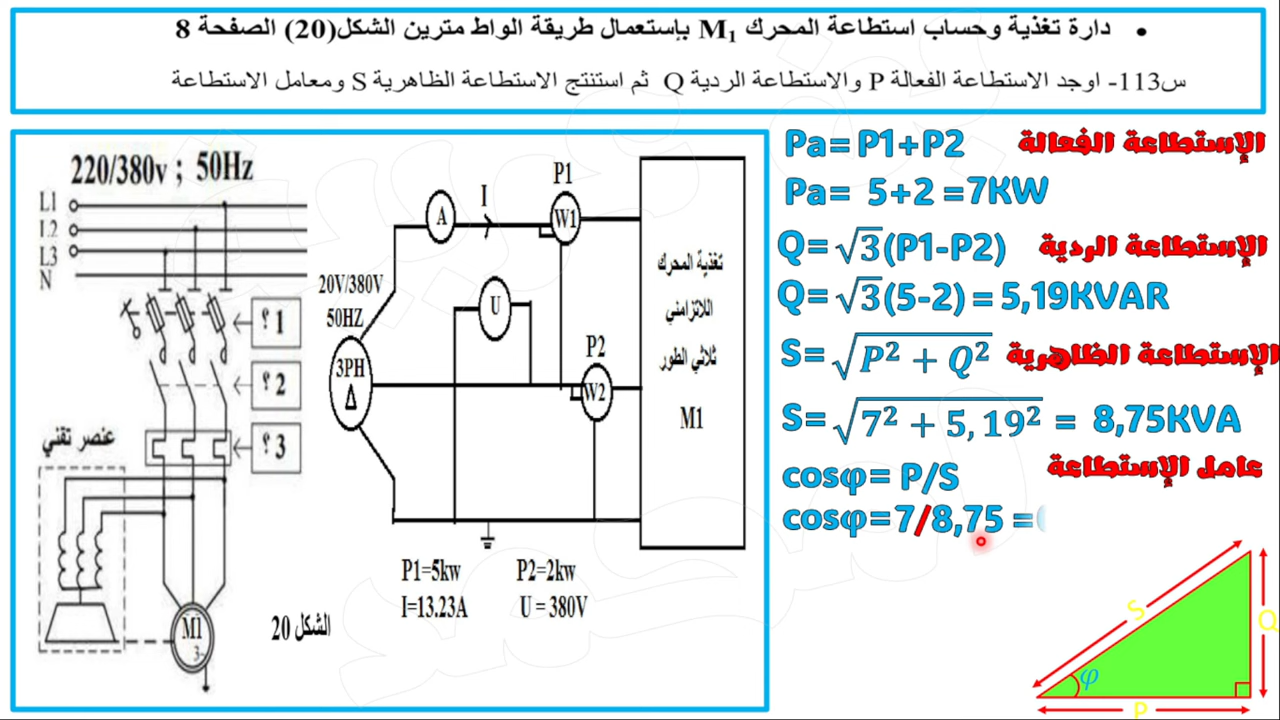 • دارة تغذية وحساب استطاعة المحرك M₁ بإستعمال طريقة الواط مترين الشكل(20) الصفحة 8
س113- اوجد الاستطاعة الفعالة P والاستطاعة الردية Q ثم استنتج الاستطاعة الظاهرية S ومعامل الاستطاعة
220/380v ; 50Hz
L1
L2
L3
N
؟ 1
؟ 2
؟ 3
عنصر تقني
M1
3~
الشكل 20
20V/380V
50HZ
3PH
Δ
A
I
P1
W1
U
P2
W2
تغذية المحرك
اللاتزامني
ثلاثي الطور
M1
P1=5kw P2=2kw
I=13.23A U = 380V
Pa= P1+P2 الإستطاعة الفعالة
Pa= 5+2 =7KW
Q= √3(P1-P2) الإستطاعة الردية
Q= √3(5-2) = 5,19KVAR
S= √(P² + Q²) الإستطاعة الظاهرية
S= √(7² + 5,19²) = 8,75KVA
عامل الإستطاعة
cosφ= P/S
cosφ=7/8,75 =
S
Q
φ
P